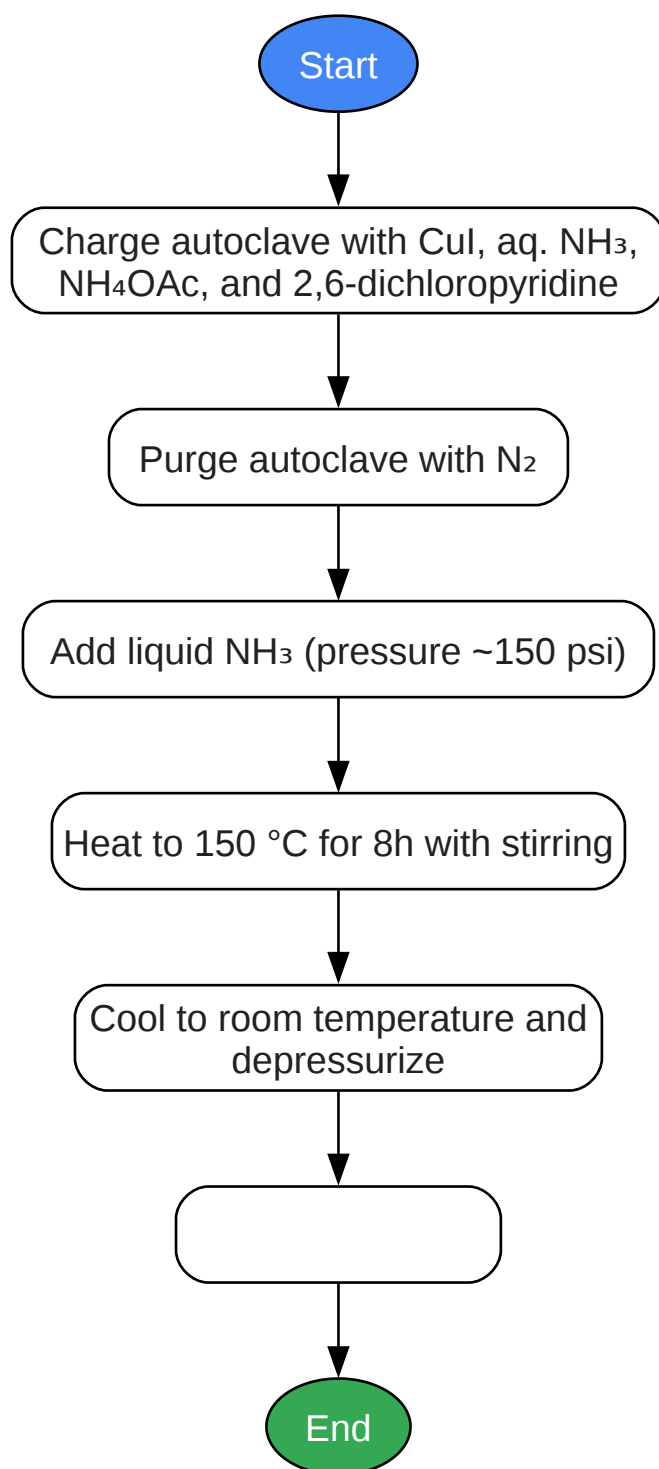 Start
Charge autoclave with CuI, aq. NH₃,
NH₄OAc, and 2,6-dichloropyridine
Purge autoclave with N₂
Add liquid NH₃ (pressure ~150 psi)
Heat to 150 °C for 8h with stirring
Cool to room temperature and
depressurize
End